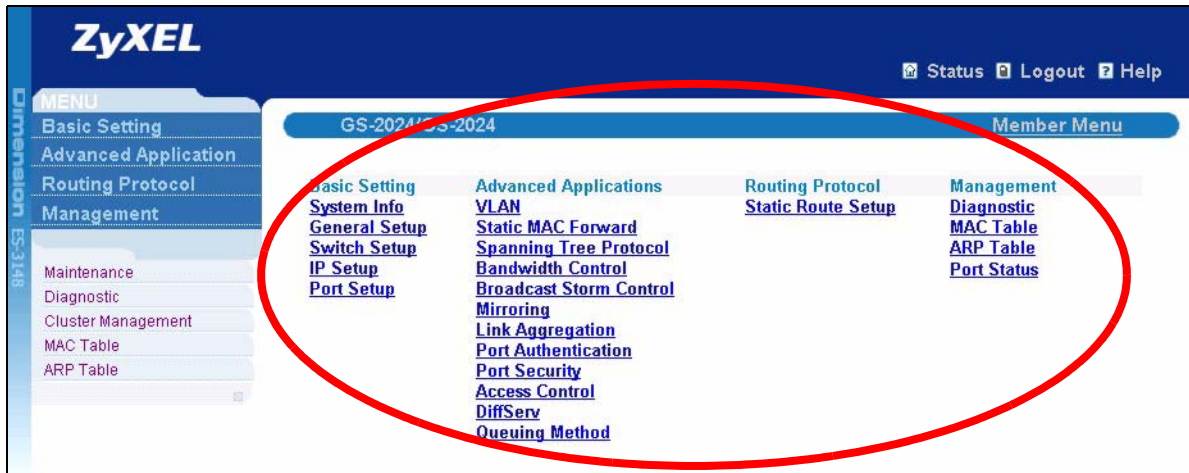 ZyXEL
Status Logout Help
Dimension ES-3148
MENU
Basic Setting
Advanced Application
Routing Protocol
Management
Maintenance
Diagnostic
Cluster Management
MAC Table
ARP Table
GS-2024/GS-2024 Member Menu
Basic Setting
System Info
General Setup
Switch Setup
IP Setup
Port Setup
Advanced Applications
VLAN
Static MAC Forward
Spanning Tree Protocol
Bandwidth Control
Broadcast Storm Control
Mirroring
Link Aggregation
Port Authentication
Port Security
Access Control
DiffServ
Queuing Method
Routing Protocol
Static Route Setup
Management
Diagnostic
MAC Table
ARP Table
Port Status